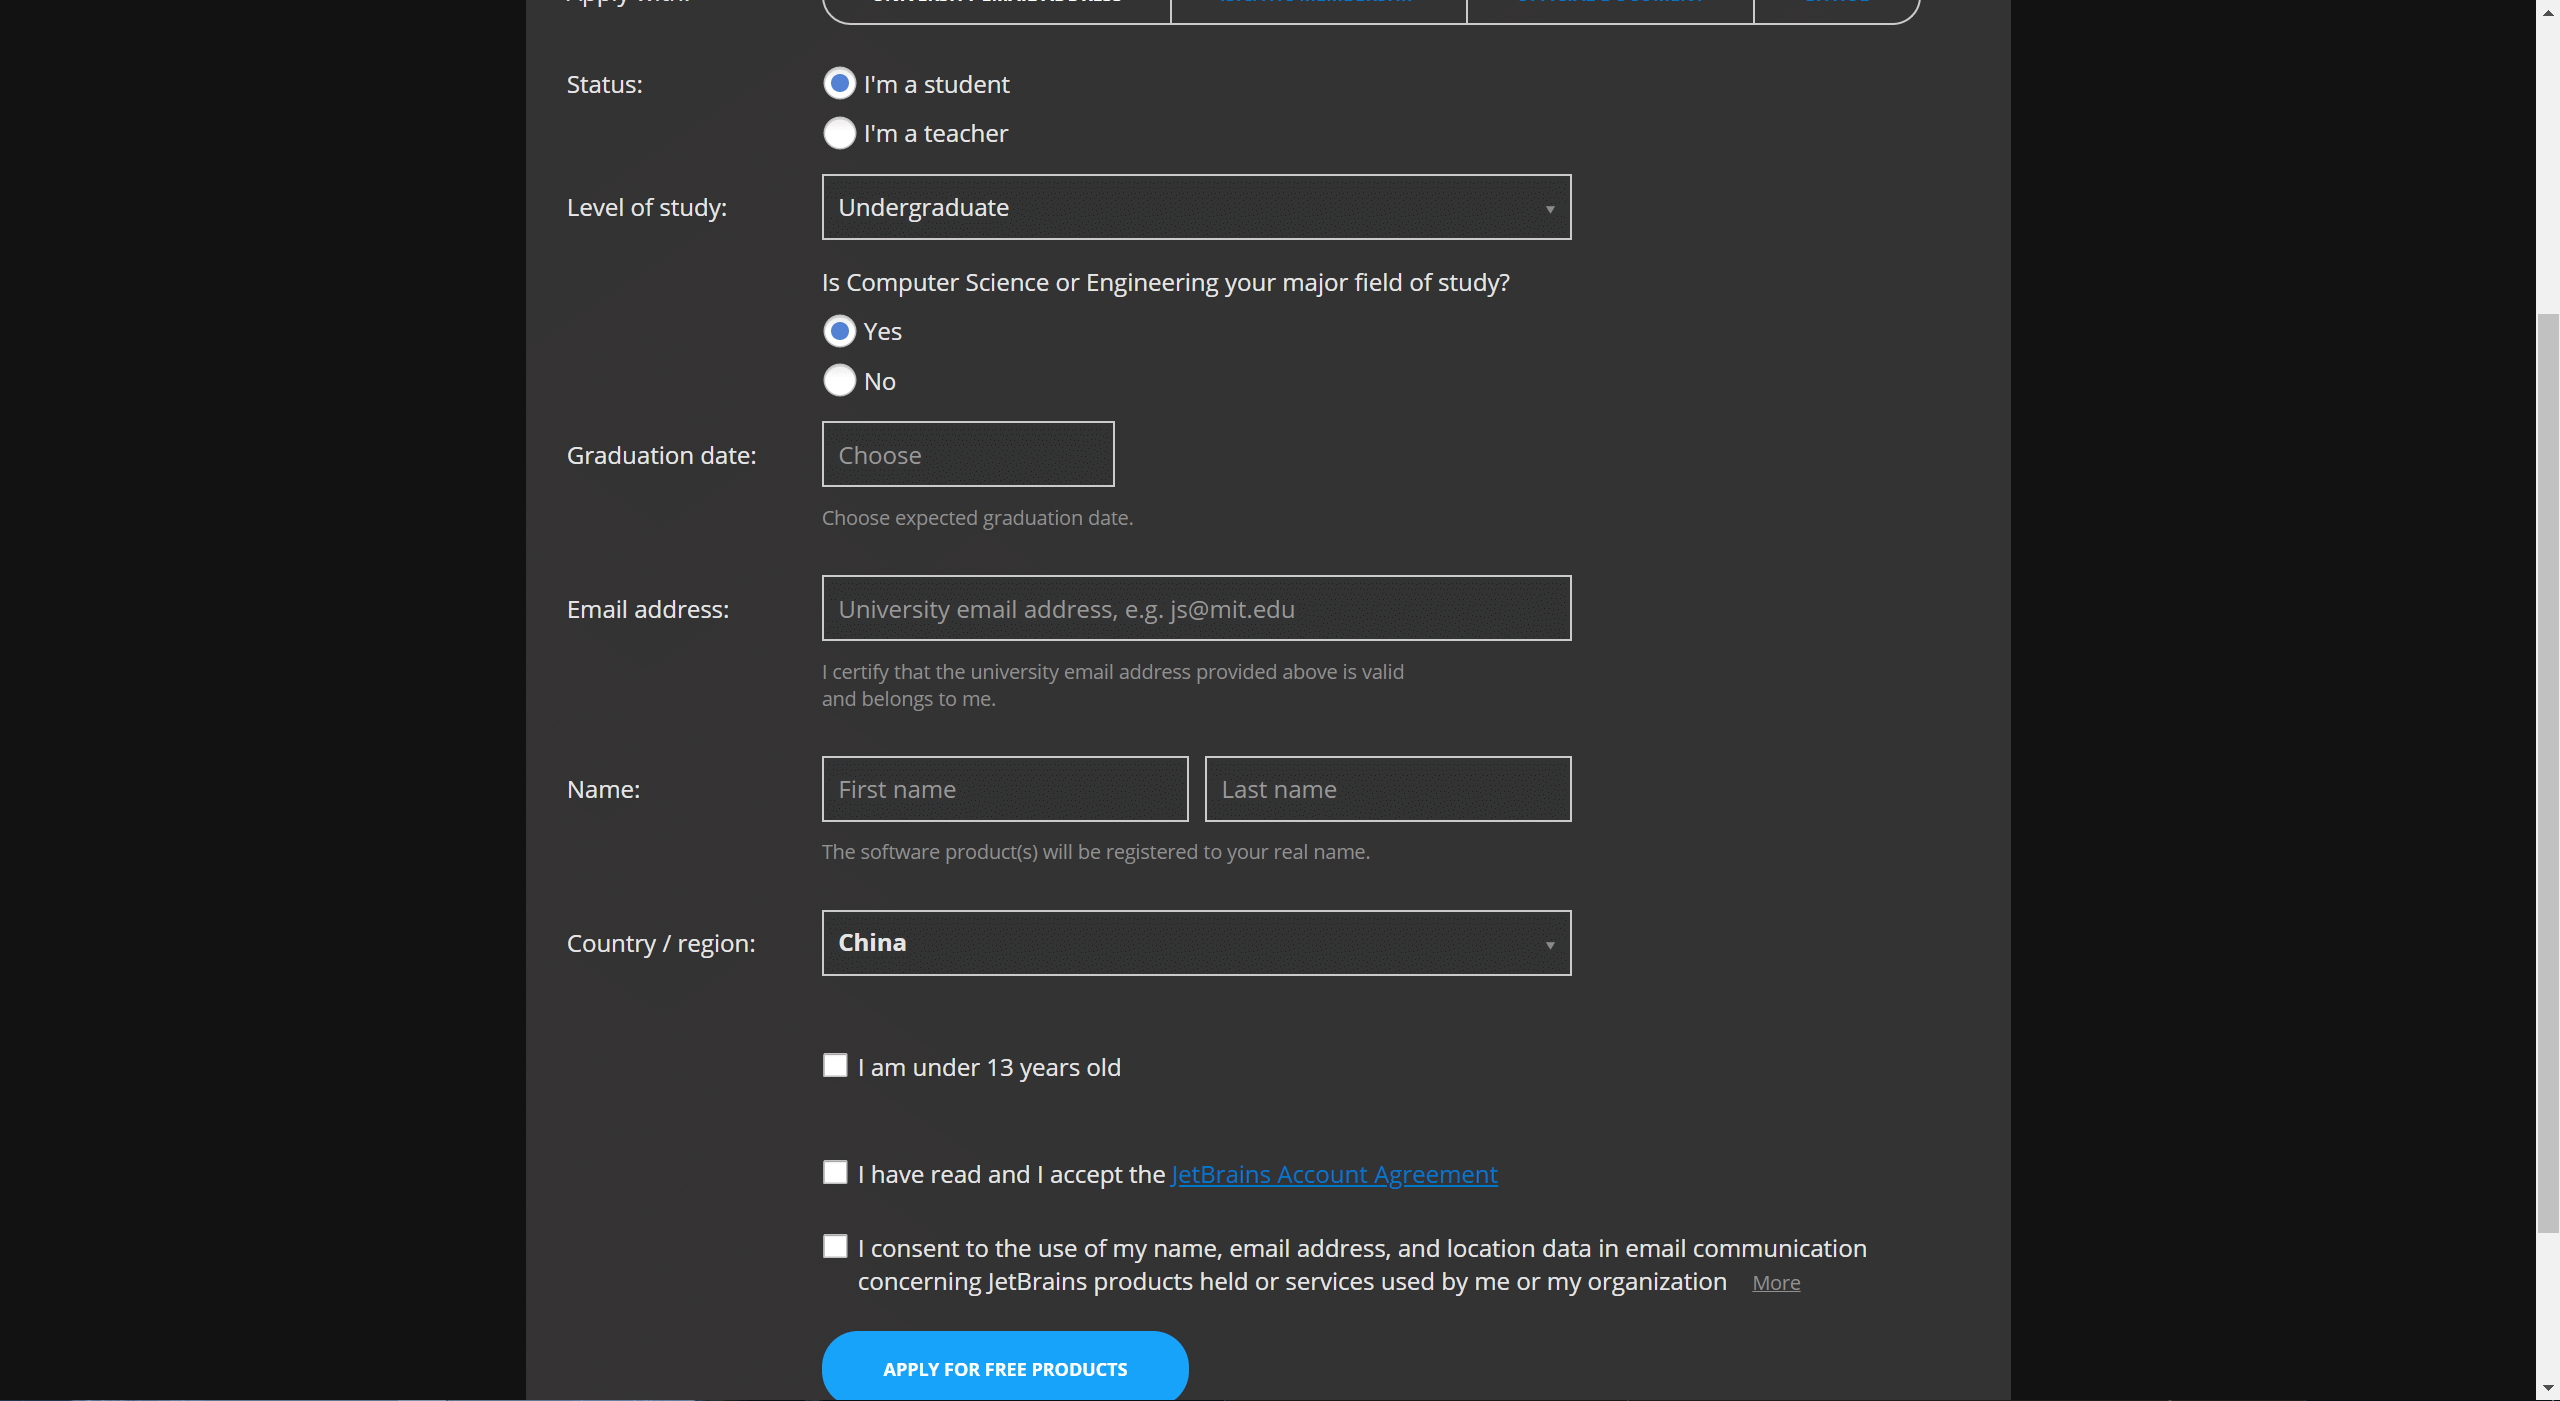 Status:
I'm a student
I'm a teacher
Level of study:
Undergraduate
Is Computer Science or Engineering your major field of study?
Yes
No
Graduation date:
Choose
Choose expected graduation date.
Email address:
University email address, e.g. js@mit.edu
I certify that the university email address provided above is valid
and belongs to me.
Name:
First name Last name
The software product(s) will be registered to your real name.
Country / region:
China
I am under 13 years old
I have read and I accept the JetBrains Account Agreement
I consent to the use of my name, email address, and location data in email communication
concerning JetBrains products held or services used by me or my organization More
APPLY FOR FREE PRODUCTS